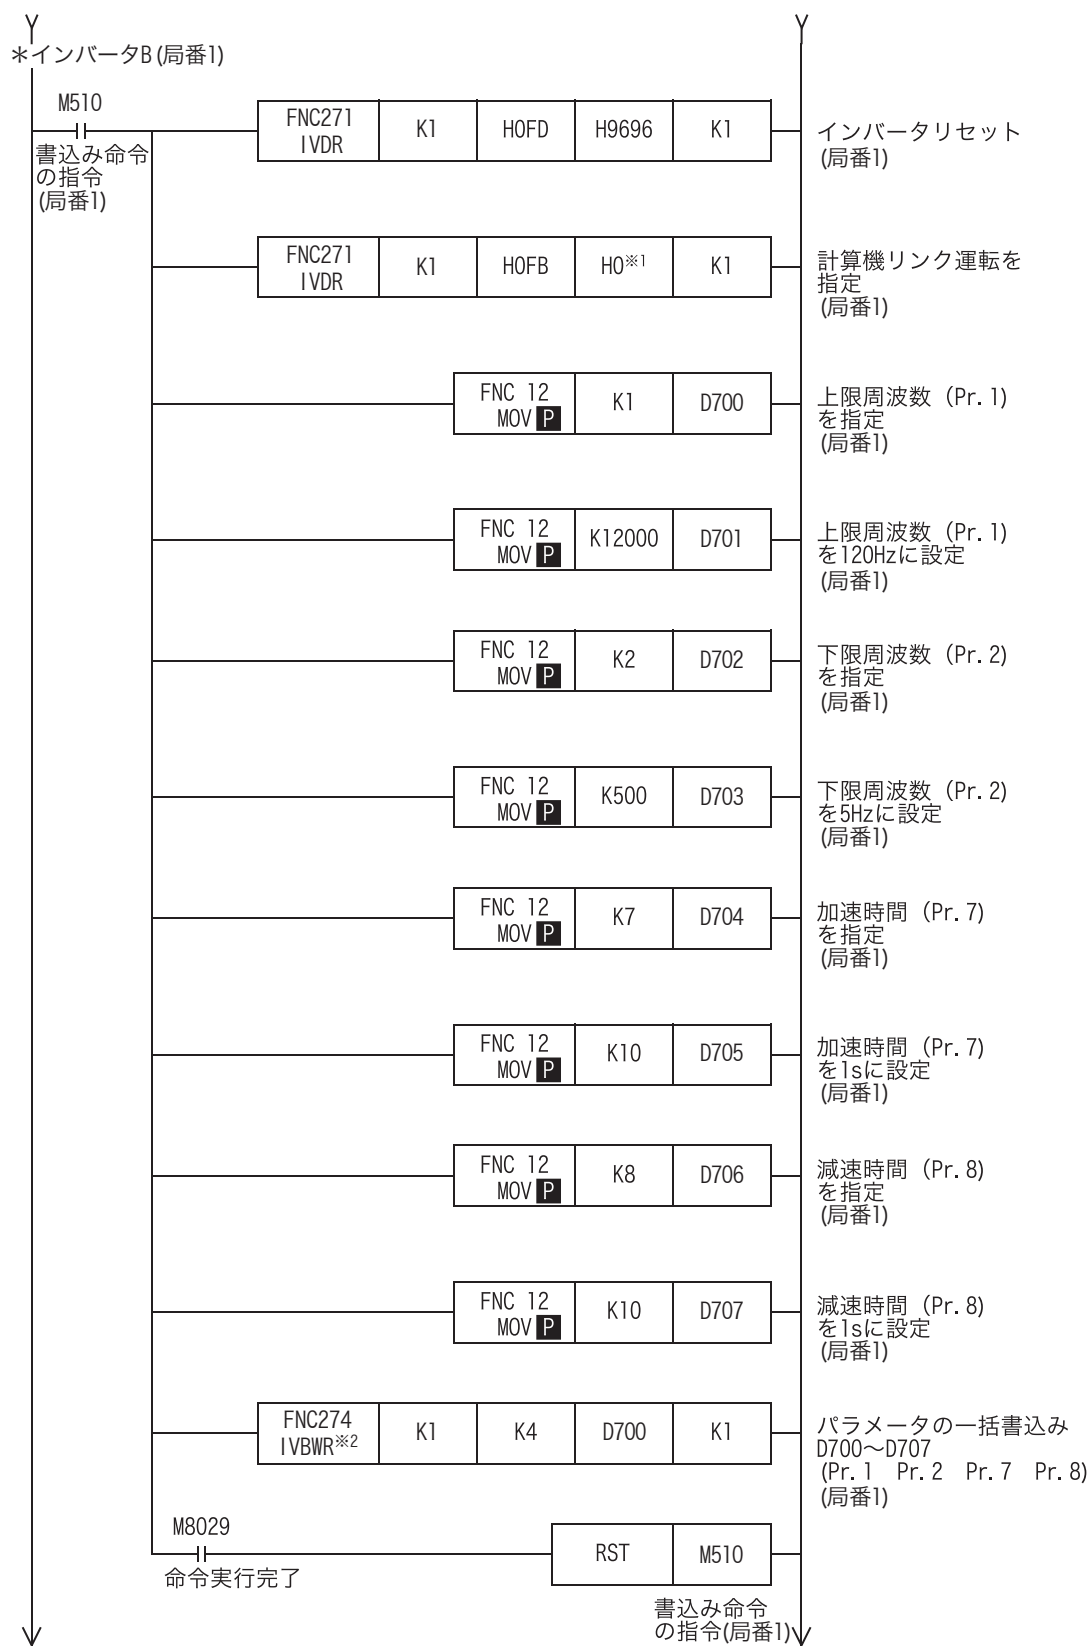 ＊インバータB(局番1)
M510
書込み命令
の指令
(局番1)
FNC271
IVDR
K1
H0FD
H9696
K1
インバータリセット
(局番1)
FNC271
IVDR
K1
H0FB
H0※1
K1
計算機リンク運転を
指定
(局番1)
FNC 12
MOV P
K1
D700
上限周波数（Pr.1)
を指定
(局番1)
FNC 12
MOV P
K12000
D701
上限周波数（Pr.1)
を120Hzに設定
(局番1)
FNC 12
MOV P
K2
D702
下限周波数（Pr.2)
を指定
(局番1)
FNC 12
MOV P
K500
D703
下限周波数（Pr.2)
を5Hzに設定
(局番1)
FNC 12
MOV P
K7
D704
加速時間（Pr.7)
を指定
(局番1)
FNC 12
MOV P
K10
D705
加速時間（Pr.7)
を1sに設定
(局番1)
FNC 12
MOV P
K8
D706
減速時間（Pr.8)
を指定
(局番1)
FNC 12
MOV P
K10
D707
減速時間（Pr.8)
を1sに設定
(局番1)
FNC274
IVBWR※2
K1
K4
D700
K1
パラメータの一括書込み
D700～D707
(Pr.1　Pr.2　Pr.7　Pr.8)
(局番1)
M8029
命令実行完了
RST
M510
書込み命令
の指令(局番1)